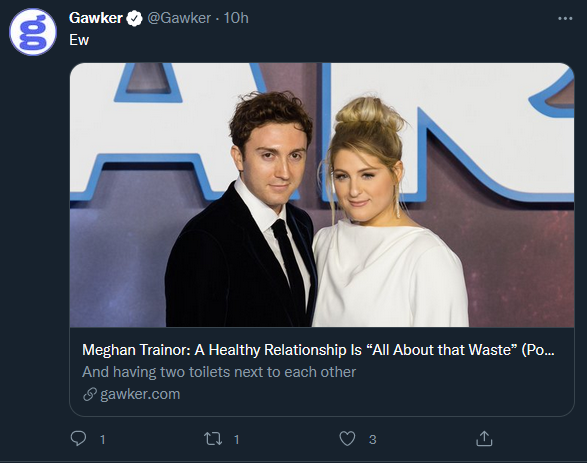 Gawker @Gawker · 10h
Ew
Meghan Trainor: A Healthy Relationship Is “All About that Waste” (Po...
And having two toilets next to each other
gawker.com
1 1 3